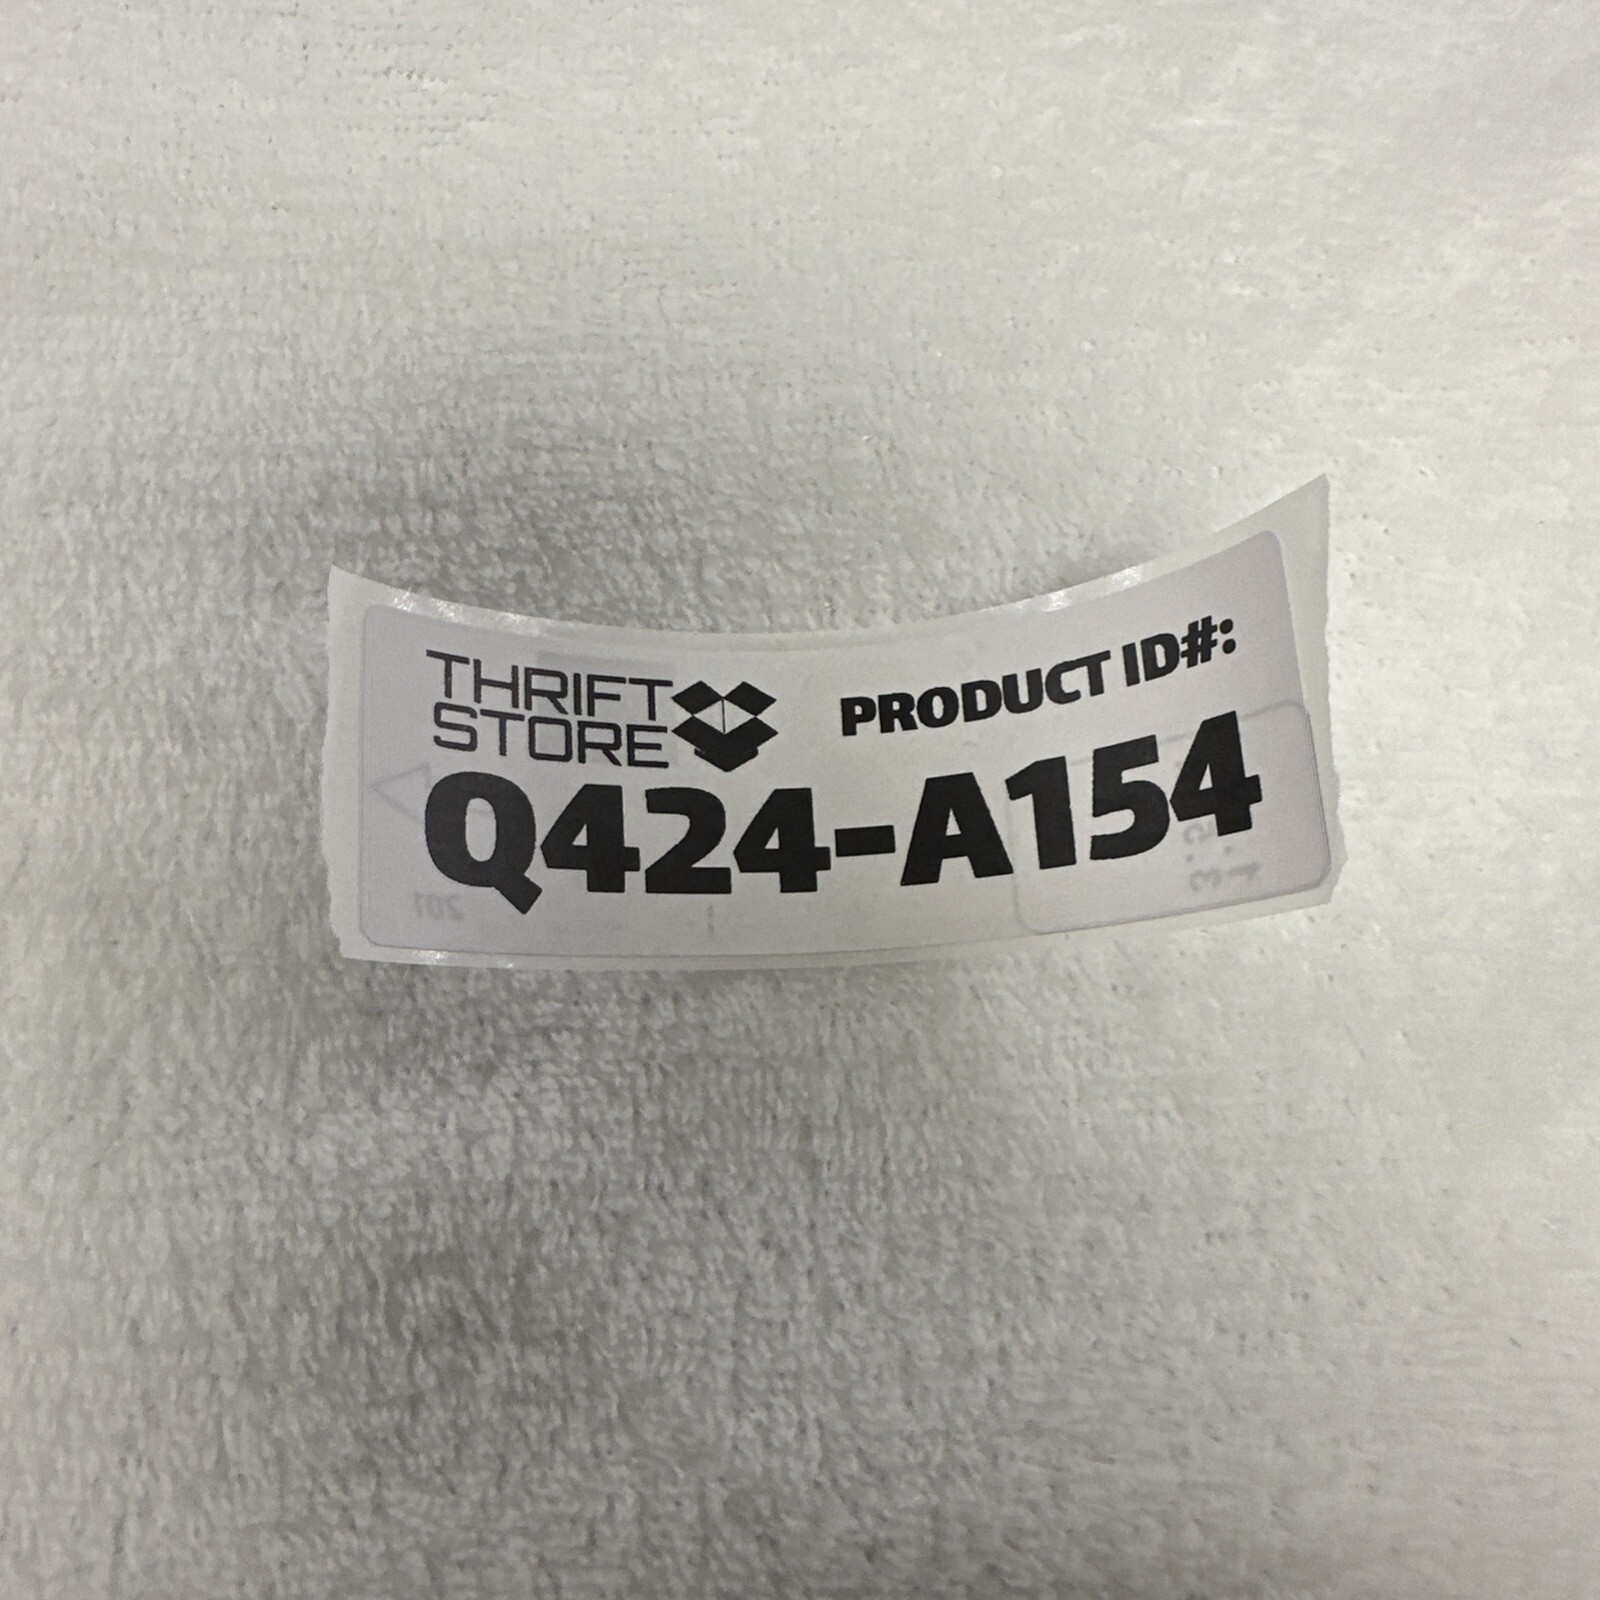 THRIFT
STORE
PRODUCT ID#:
Q424-A154